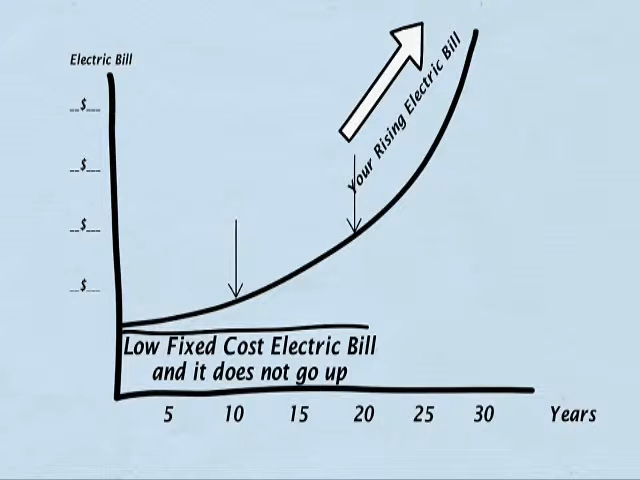 Electric Bill
__$__
__$__
__$__
__$__
Your Rising Electric Bill
Low Fixed Cost Electric Bill
and it does not go up
5 10 15 20 25 30 Years